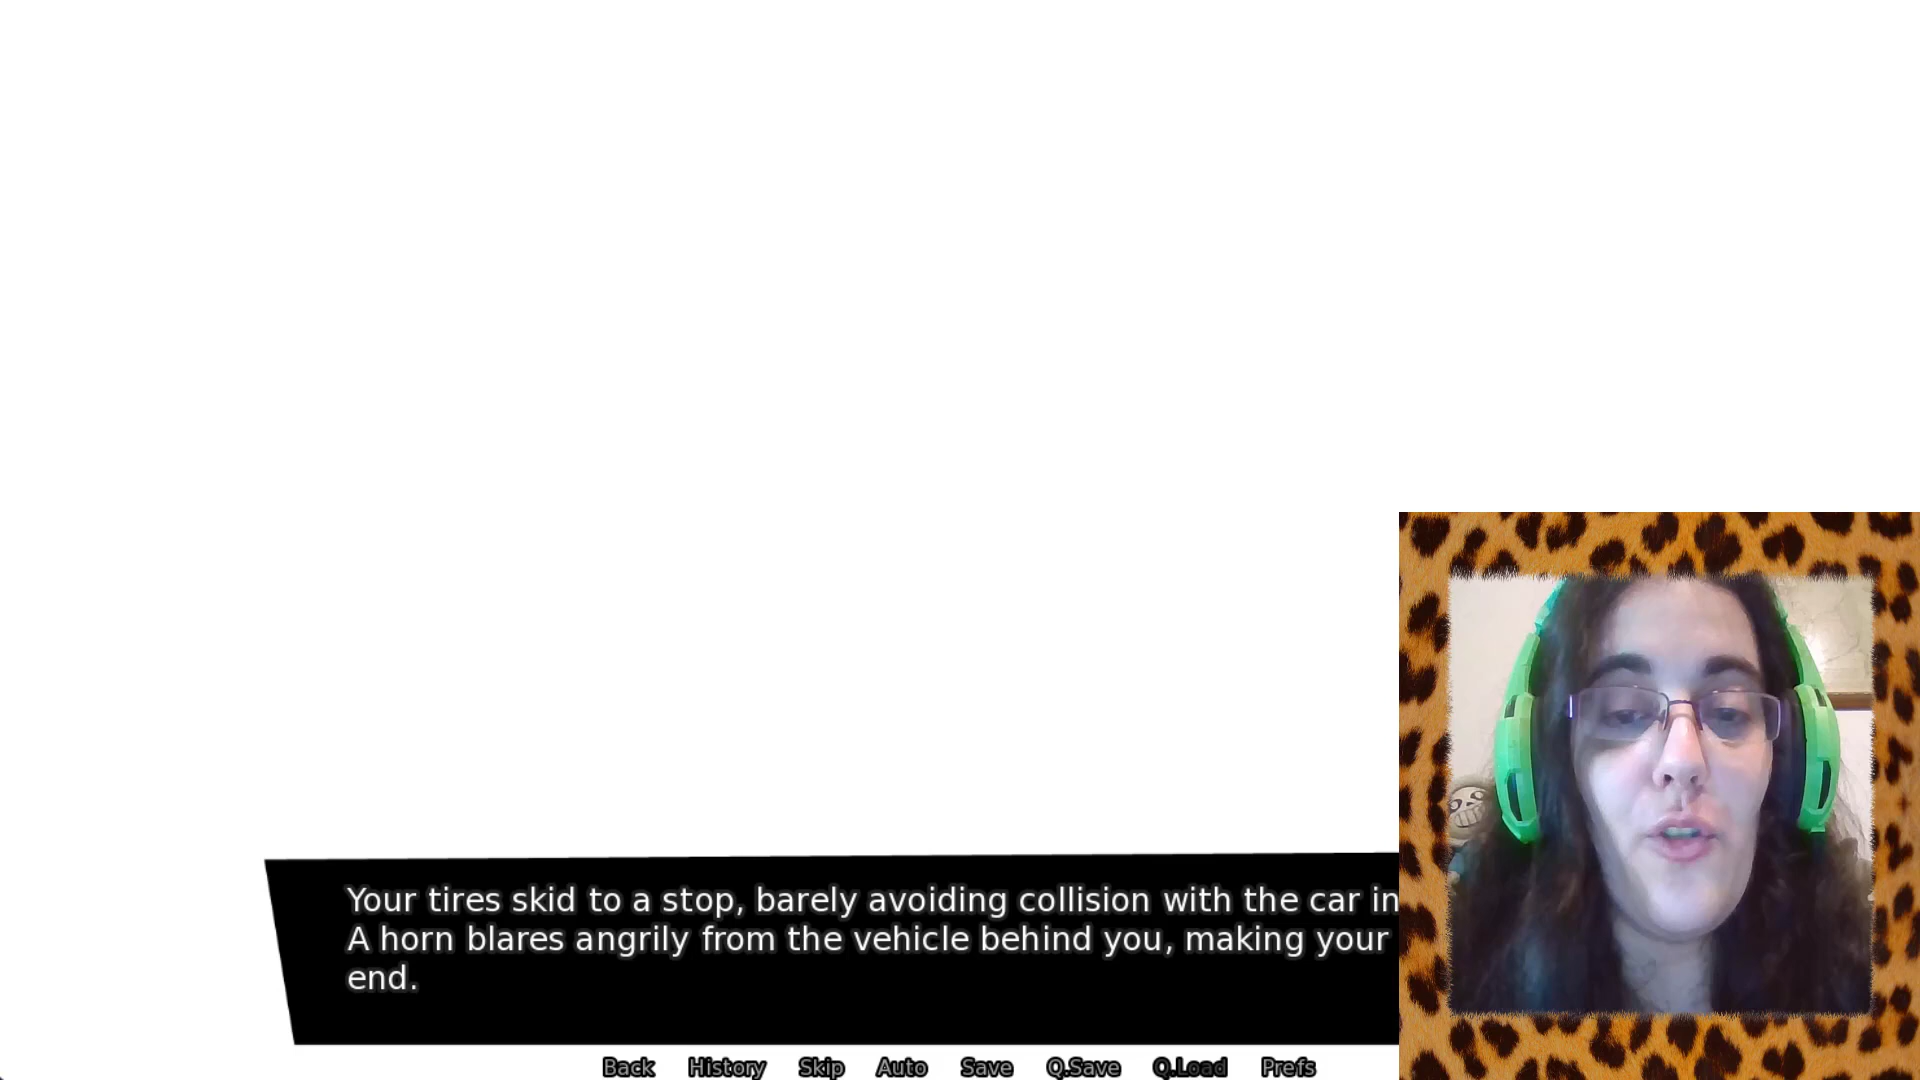 Your tires skid to a stop, barely avoiding collision with the car in
A horn blares angrily from the vehicle behind you, making your
end.
Back History Skip Auto Save Q.Save Q.Load Prefs